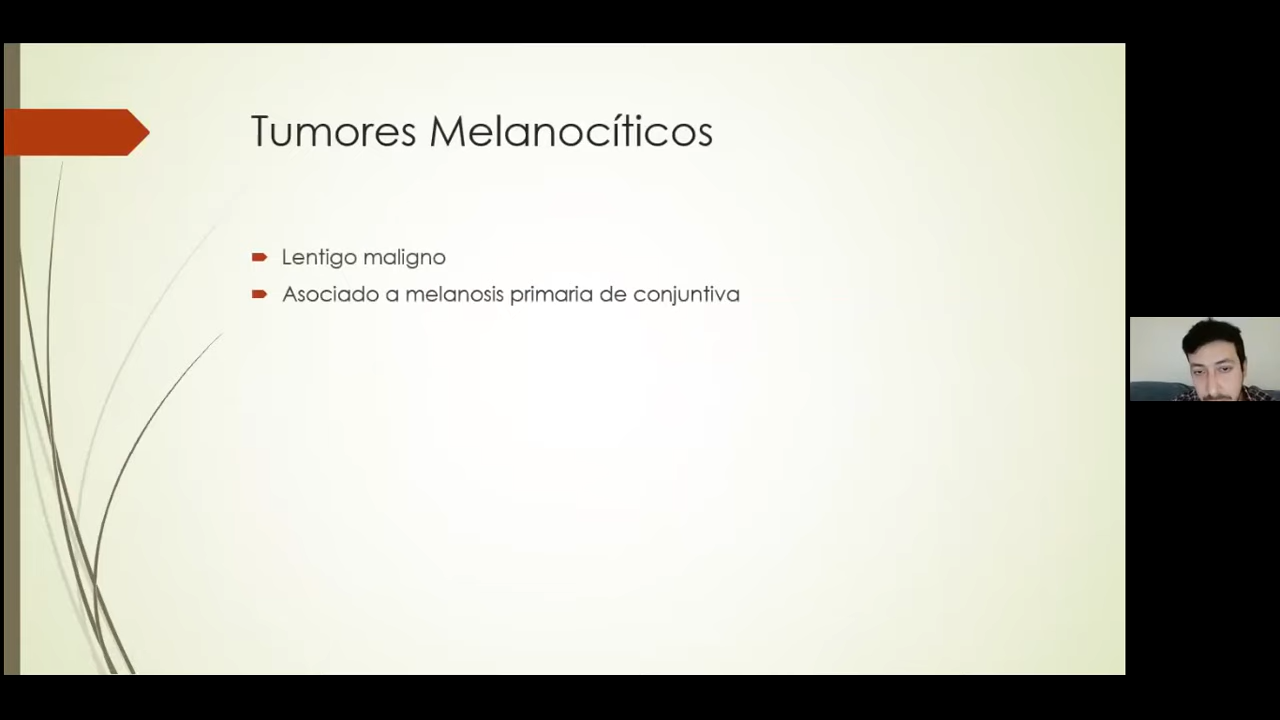 Tumores Melanocíticos
Lentigo maligno
Asociado a melanosis primaria de conjuntiva